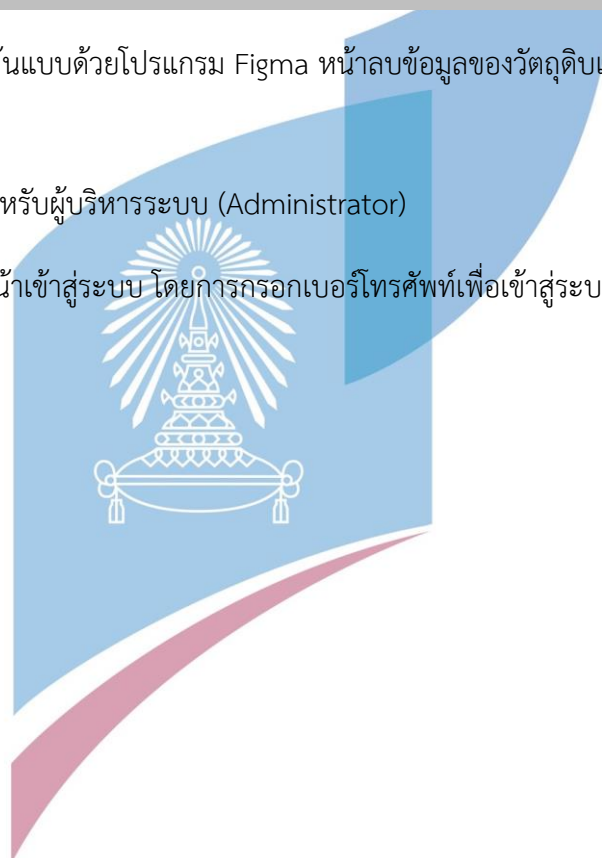 นแบบด้วยโปรแกรม Figma หน้าลบข้อมูลของวัตถุดิบ
หรับผู้บริหารระบบ (Administrator)
น้าเข้าสู่ระบบ โดยการกรอกเบอร์โทรศัพท์เพื่อเข้าสู่ระบ